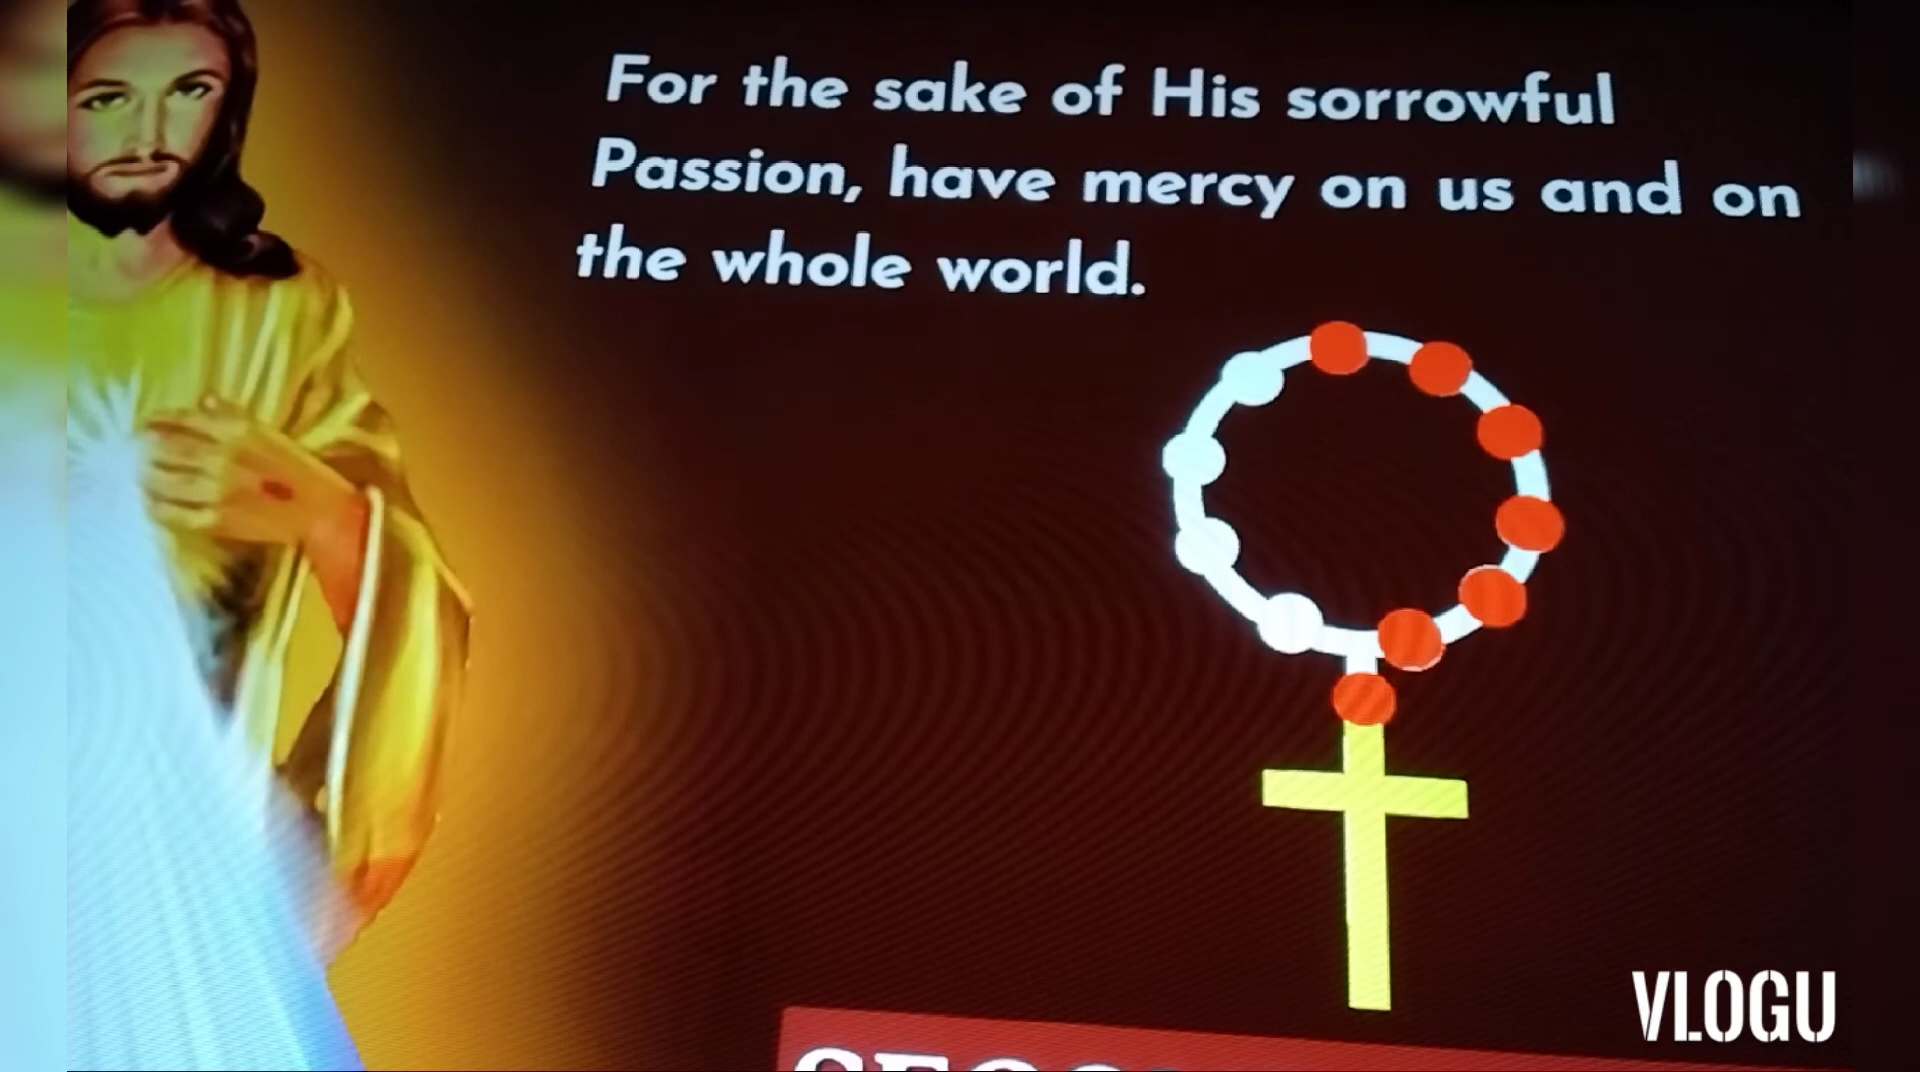 For the sake of His sorrowful
Passion, have mercy on us and on
the whole world.
VLOGU